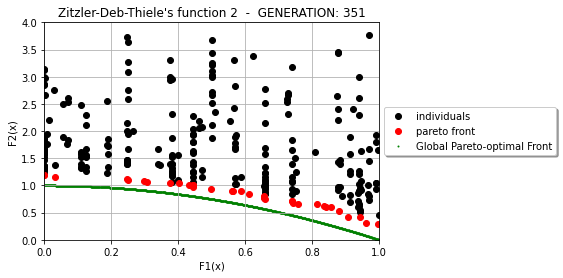 Zitzler-Deb-Thiele's function 2 - GENERATION: 351
4.0
3.5
3.0
2.5
2.0
1.5
1.0
0.5
0.0
F2(x)
0.0 0.2 0.4 0.6 0.8 1.0
F1(x)
individuals
pareto front
Global Pareto-optimal Front